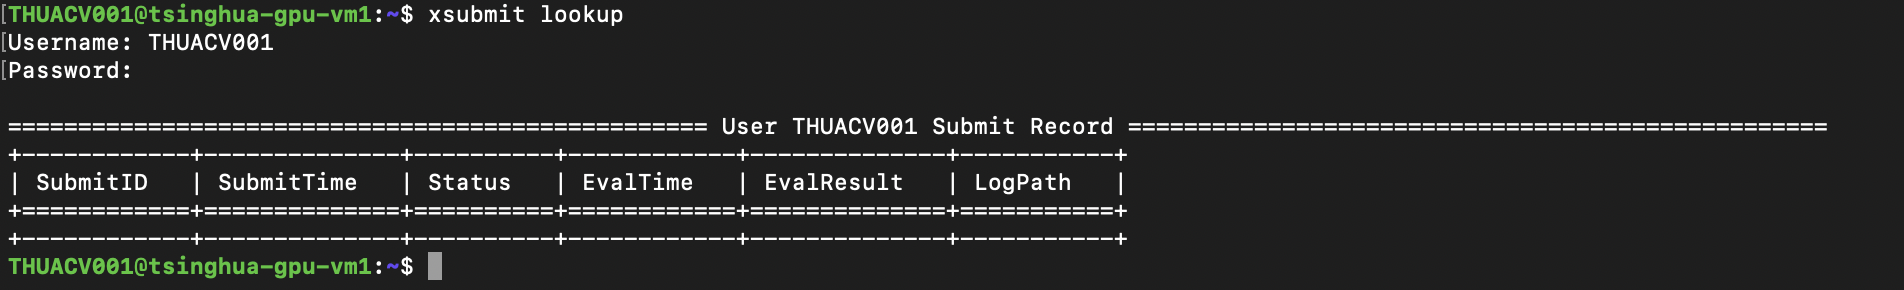 [THUACV001@tsinghua-gpu-vm1:~$ xsubmit lookup
[Username: THUACV001
[Password:
================================================== User THUACV001 Submit Record ==================================================
+------------+--------------+----------+------------+--------------+-----------+
| SubmitID   | SubmitTime   | Status   | EvalTime   | EvalResult   | LogPath   |
+============+==============+==========+============+==============+===========+
+------------+--------------+----------+------------+--------------+-----------+
THUACV001@tsinghua-gpu-vm1:~$